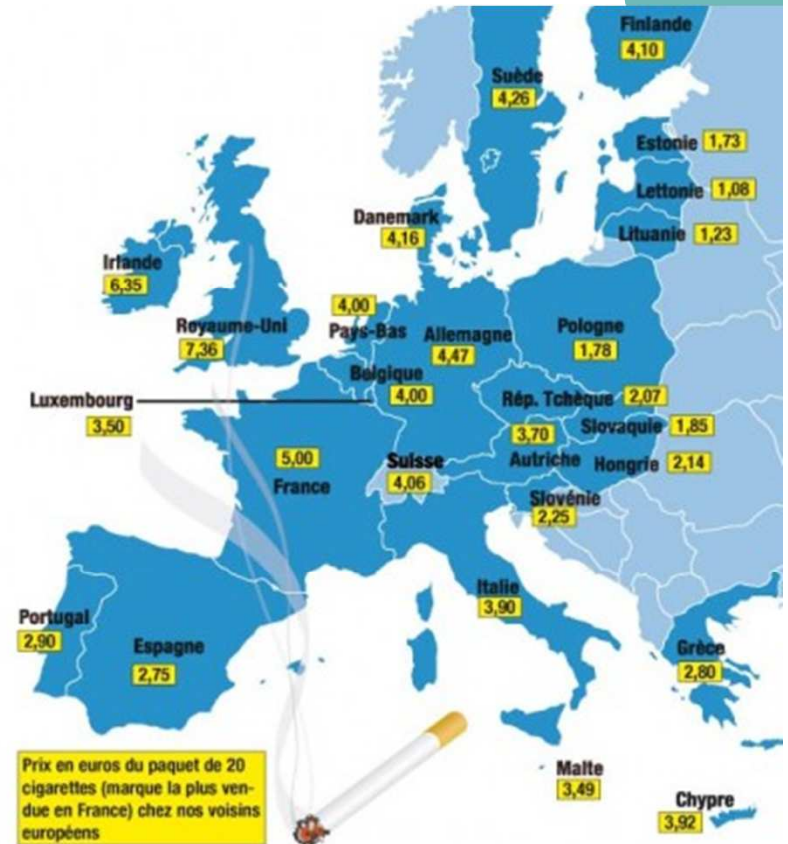 Finlande
4,10
Suède
4,26
Estonie 1,73
Lettonie 1,08
Danemark
4,16
Lituanie 1,23
Irlande
6,35
4,00
Pays-Bas
Royaume-Uni
7,36
Allemagne
4,47
Pologne
1,78
Belgique
4,00
Luxembourg
3,50
Rép. Tchèque 2,07
3,70
Autriche
Slovaquie 1,85
5,00
France
Suisse
4,06
Hongrie 2,14
Slovénie
2,25
Italie
3,90
Portugal
2,90
Espagne
2,75
Grèce
2,80
Prix en euros du paquet de 20
cigarettes (marque la plus ven-
due en France) chez nos voisins
européens
Malte
3,49
Chypre
3,92